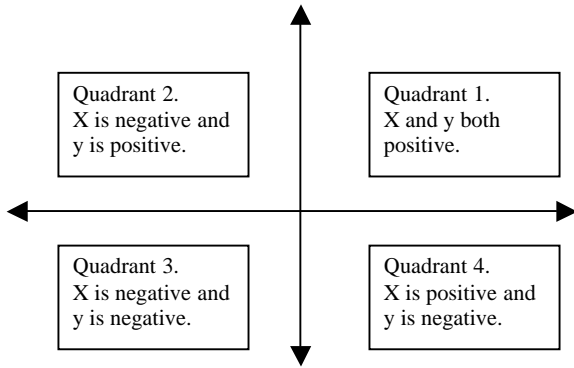 Quadrant 2.
X is negative and
y is positive.
Quadrant 1.
X and y both
positive.
Quadrant 3.
X is negative and
y is negative.
Quadrant 4.
X is positive and
y is negative.